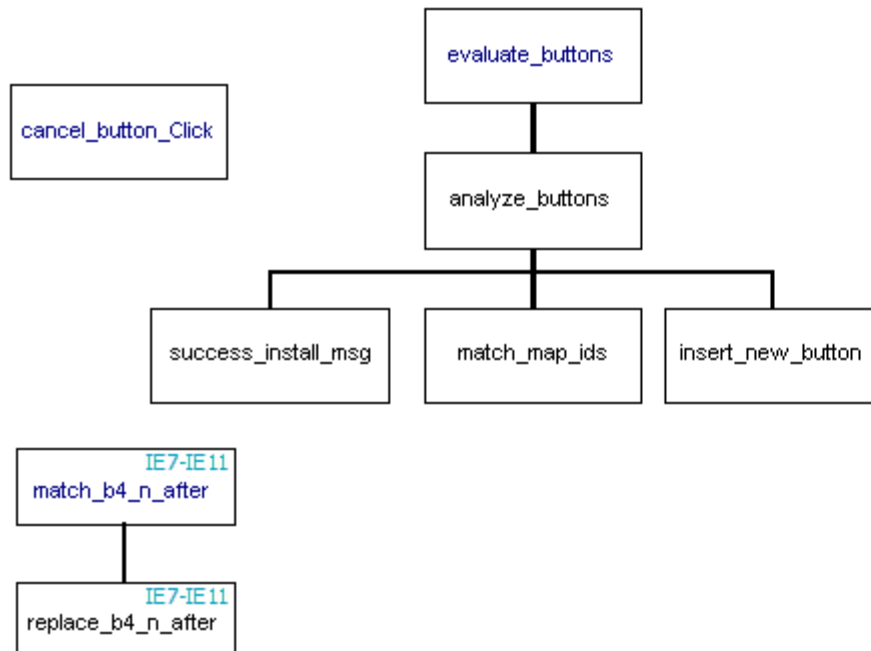 evaluate_buttons
cancel_button_Click
analyze_buttons
success_install_msg
match_map_ids
insert_new_button
IE7-IE11
match_b4_n_after
IE7-IE11
replace_b4_n_after